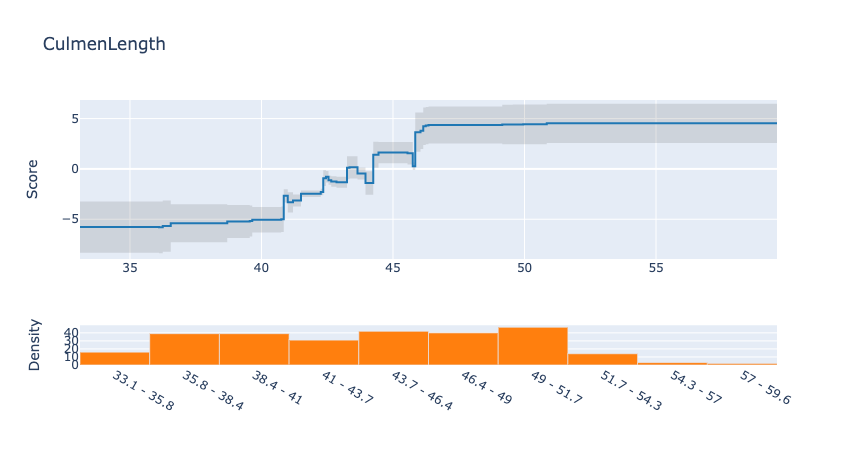 CulmenLength
Score
5
0
−5
35 40 45 50 55
Density
40
30
20
10
0
33.1 - 35.8
35.8 - 38.4
38.4 - 41
41 - 43.7
43.7 - 46.4
46.4 - 49
49 - 51.7
51.7 - 54.3
54.3 - 57
57 - 59.6